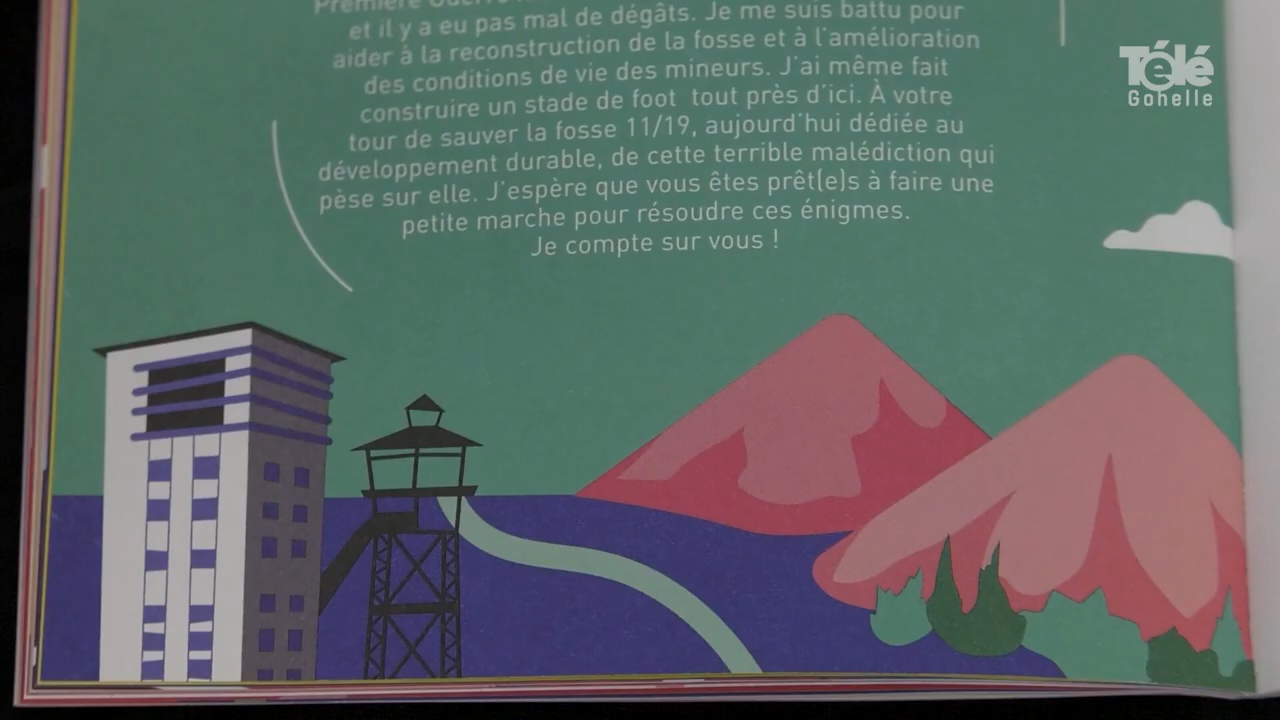 Première
et il y a eu pas mal de dégâts. Je me suis battu pour
aider à la reconstruction de la fosse et à l'amélioration
des conditions de vie des mineurs. J'ai même fait
construire un stade de foot tout près d'ici. À votre
tour de sauver la fosse 11/19, aujourd'hui dédiée au
développement durable, de cette terrible malédiction qui
pèse sur elle. J'espère que vous êtes prêt(e)s à faire une
petite marche pour résoudre ces énigmes.
Je compte sur vous !
Télé
Gohelle